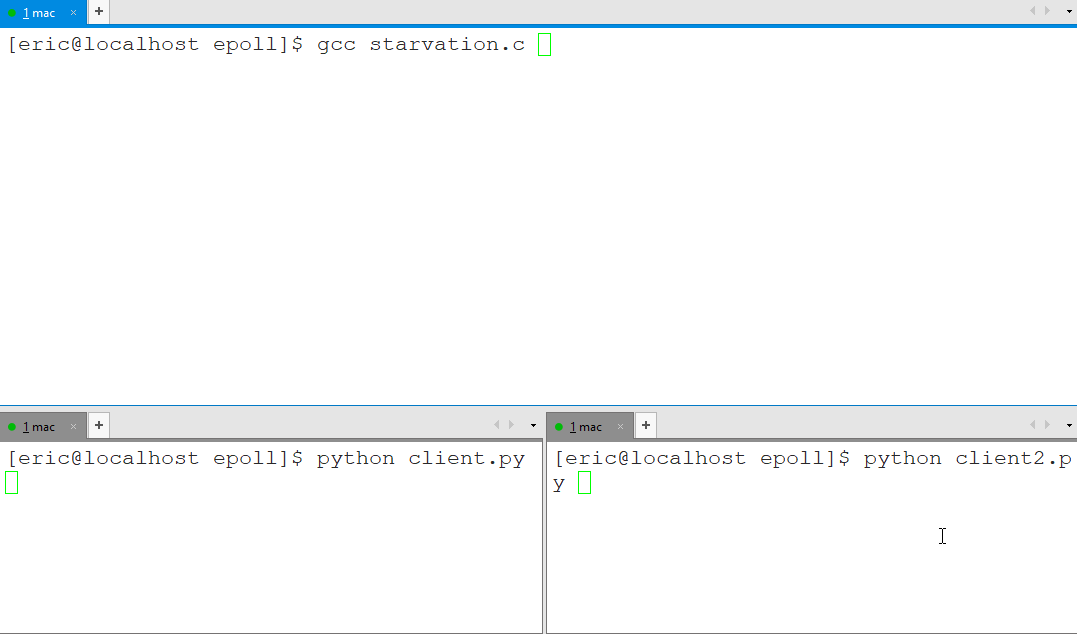 1 mac × +
[eric@localhost epoll]$ gcc starvation.c
1 mac × +
[eric@localhost epoll]$ python client.py
1 mac × +
[eric@localhost epoll]$ python client2.p
y